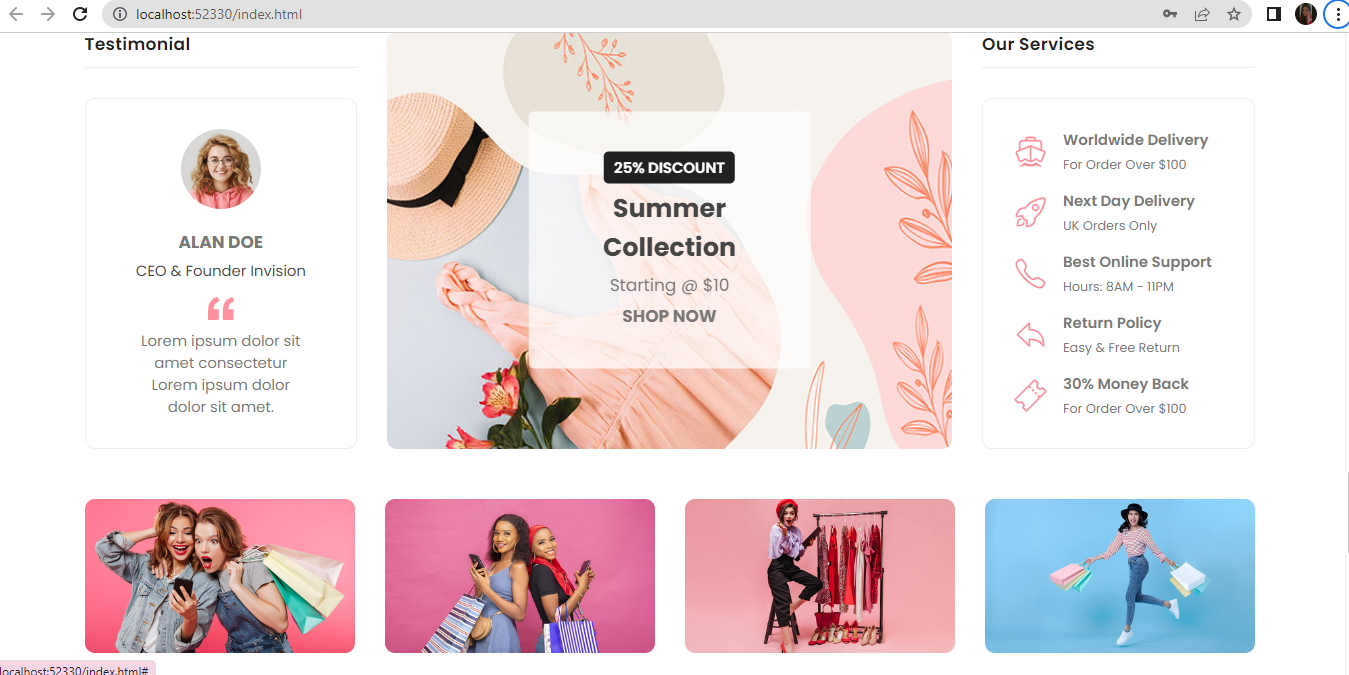 localhost:52330/index.html
Testimonial
ALAN DOE
CEO & Founder Invision
Lorem ipsum dolor sit
amet consectetur
Lorem ipsum dolor
dolor sit amet.
25% DISCOUNT
Summer
Collection
Starting @ $10
SHOP NOW
Our Services
Worldwide Delivery
For Order Over $100
Next Day Delivery
UK Orders Only
Best Online Support
Hours: 8AM - 11PM
Return Policy
Easy & Free Return
30% Money Back
For Order Over $100
localhost:52330/index.html#